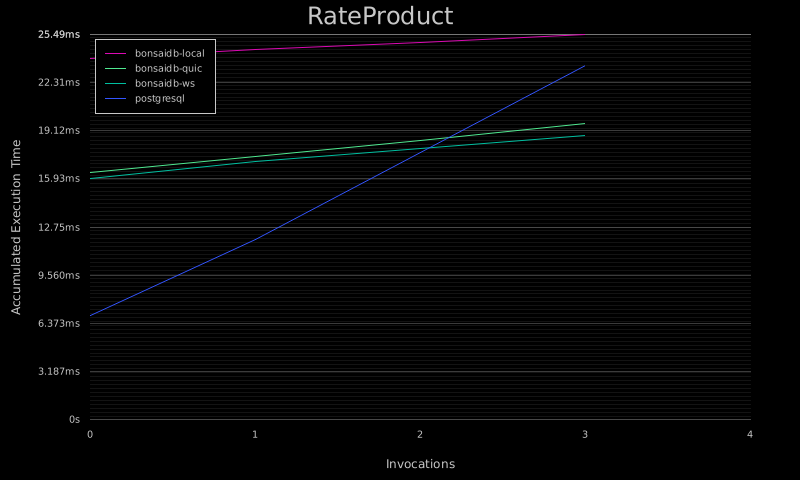 RateProduct
25.49ms
bonsaidb-local
bonsaidb-quic
22.31ms
bonsaidb-ws
postgresql
19.12ms
15.93ms
12.75ms
9.560ms
6.373ms
3.187ms
0s
Accumulated Execution Time
0 1 2 3 4
Invocations